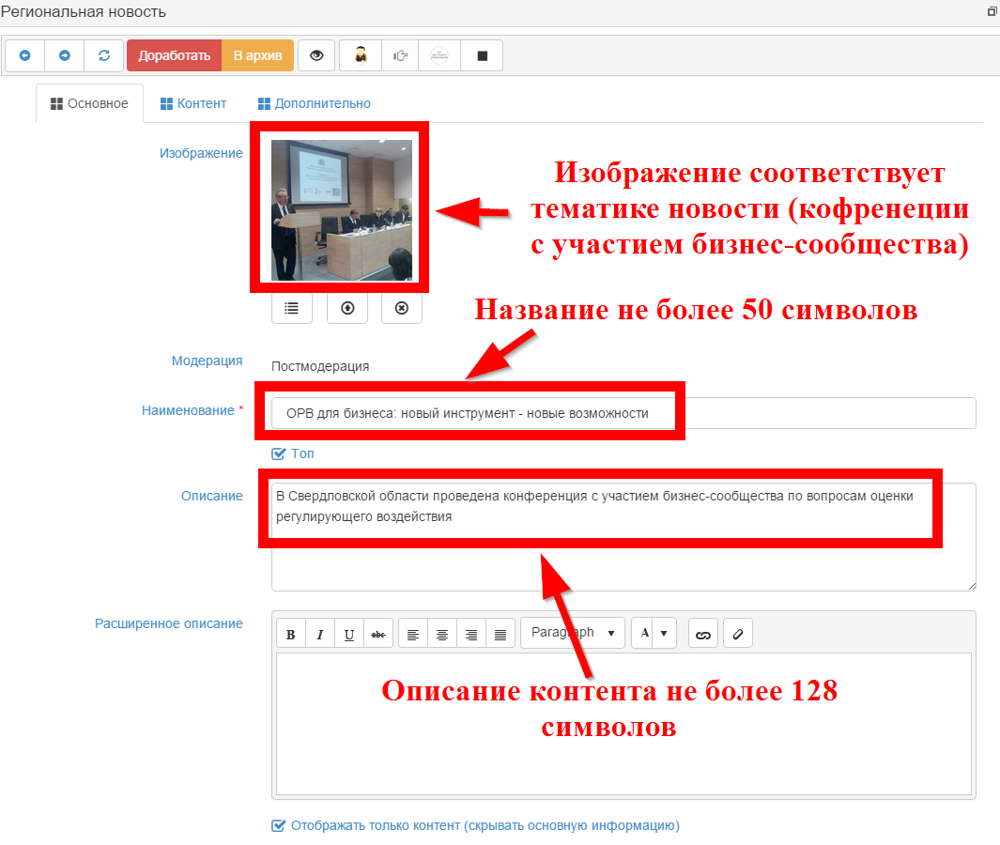 Региональная новость
Доработать
В архив
Основное
Контент
Дополнительно
Изображение
Изображение соответствует
тематике новости (кофренеции
с участием бизнес-сообщества)
Название не более 50 символов
Модерация
Постмодерация
Наименование *
ОРВ для бизнеса: новый инструмент - новые возможности
Топ
Описание
В Свердловской области проведена конференция с участием бизнес-сообщества по вопросам оценки
регулирующего воздействия
Расширенное описание
B I U abc
Paragraph
A
Описание контента не более 128
символов
Отображать только контент (скрывать основную информацию)